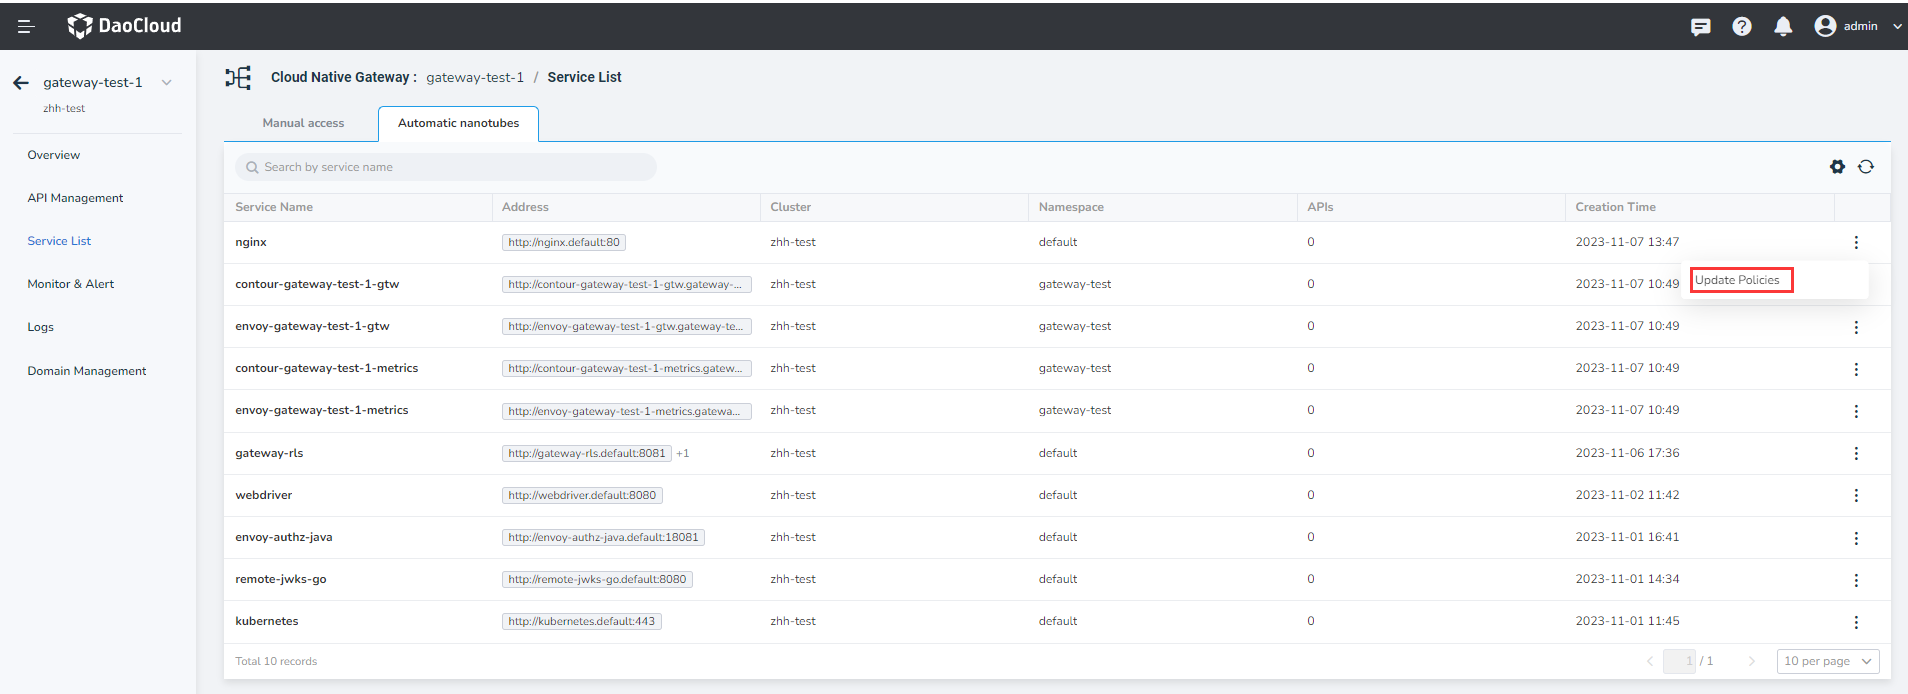 DaoCloud
admin
gateway-test-1
zhh-test
Overview
API Management
Service List
Monitor & Alert
Logs
Domain Management
Cloud Native Gateway : gateway-test-1 / Service List
Manual access Automatic nanotubes
Search by service name
Service Name Address Cluster Namespace APIs Creation Time
nginx http://nginx.default:80 zhh-test default 0 2023-11-07 13:47
Update Policies
contour-gateway-test-1-gtw http://contour-gateway-test-1-gtw.gateway-... zhh-test gateway-test 0 2023-11-07 10:49
envoy-gateway-test-1-gtw http://envoy-gateway-test-1-gtw.gateway-te... zhh-test gateway-test 0 2023-11-07 10:49
contour-gateway-test-1-metrics http://contour-gateway-test-1-metrics.gatew... zhh-test gateway-test 0 2023-11-07 10:49
envoy-gateway-test-1-metrics http://envoy-gateway-test-1-metrics.gatewa... zhh-test gateway-test 0 2023-11-07 10:49
gateway-rls http://gateway-rls.default:8081 +1 zhh-test default 0 2023-11-06 17:36
webdriver http://webdriver.default:8080 zhh-test default 0 2023-11-02 11:42
envoy-authz-java http://envoy-authz-java.default:18081 zhh-test default 0 2023-11-01 16:41
remote-jwks-go http://remote-jwks-go.default:8080 zhh-test default 0 2023-11-01 14:34
kubernetes http://kubernetes.default:443 zhh-test default 0 2023-11-01 11:45
Total 10 records 1 / 1 10 per page